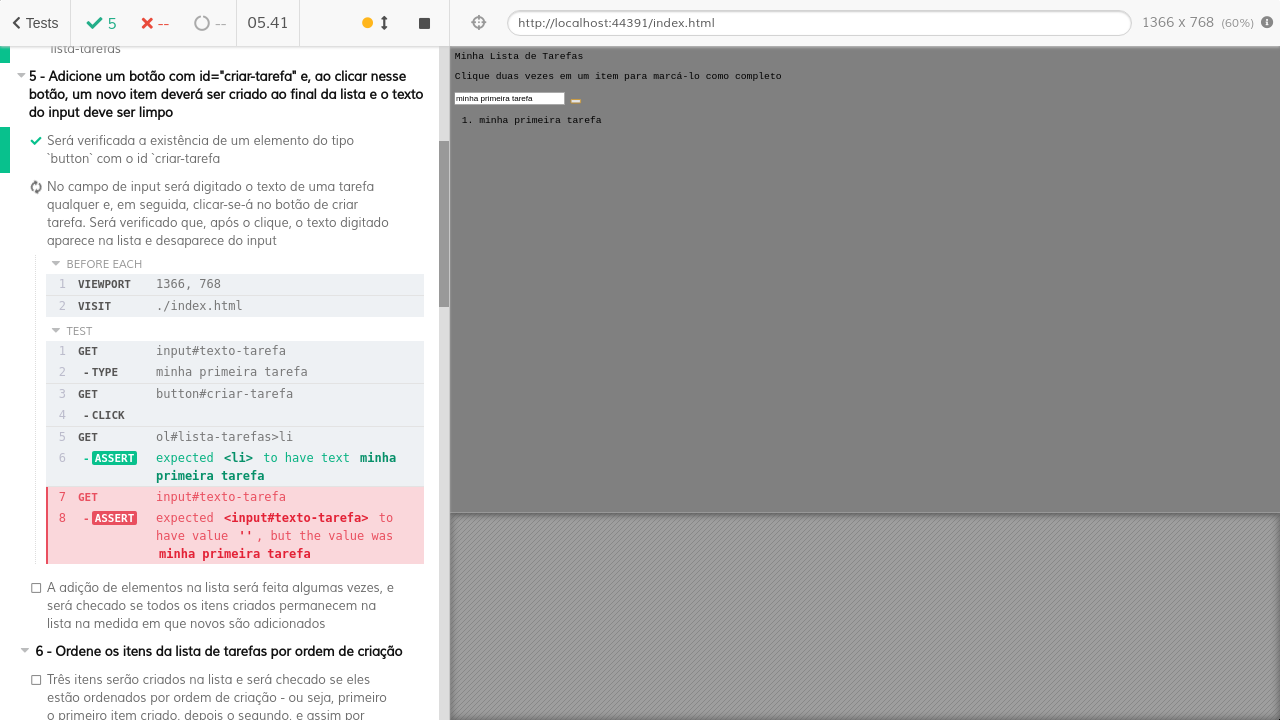 Tests
5
--
--
05.41
http://localhost:44391/index.html
1366 x 768 (60%)
lista-tarefas
5 - Adicione um botão com id="criar-tarefa" e, ao clicar nesse
botão, um novo item deverá ser criado ao final da lista e o texto
do input deve ser limpo
Será verificada a existência de um elemento do tipo
`button` com o id `criar-tarefa
No campo de input será digitado o texto de uma tarefa
qualquer e, em seguida, clicar-se-á no botão de criar
tarefa. Será verificado que, após o clique, o texto digitado
aparece na lista e desaparece do input
BEFORE EACH
1 VIEWPORT 1366, 768
2 VISIT ./index.html
TEST
1 GET input#texto-tarefa
2 -TYPE minha primeira tarefa
3 GET button#criar-tarefa
4 -CLICK
5 GET ol#lista-tarefas>li
6 -ASSERT expected <li> to have text minha
primeira tarefa
7 GET input#texto-tarefa
8 -ASSERT expected <input#texto-tarefa> to
have value '', but the value was
minha primeira tarefa
A adição de elementos na lista será feita algumas vezes, e
será checado se todos os itens criados permanecem na
lista na medida em que novos são adicionados
6 - Ordene os itens da lista de tarefas por ordem de criação
Três itens serão criados na lista e será checado se eles
estão ordenados por ordem de criação - ou seja, primeiro
o primeiro item criado, depois o segundo, e assim por
Minha Lista de Tarefas
Clique duas vezes em um item para marcá-lo como completo
minha primeira tarefa
1. minha primeira tarefa